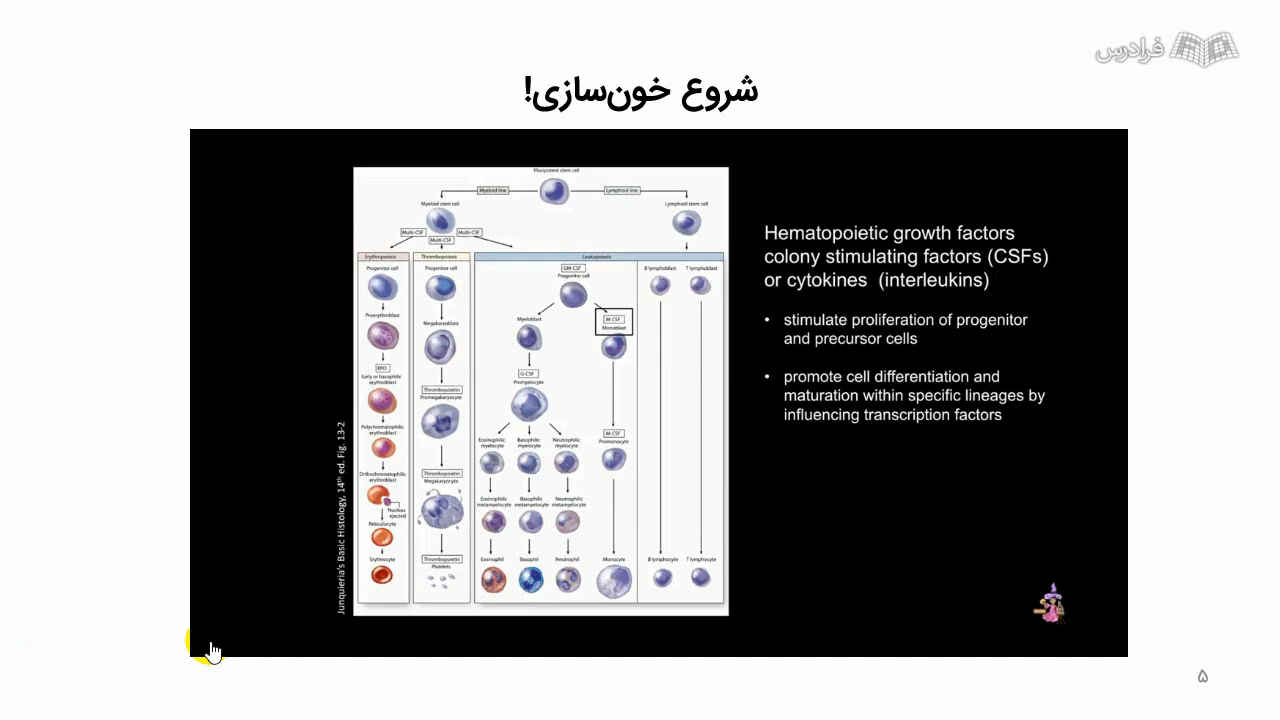 فرادرس
شروع خون‌سازی!
Pluripotent stem cell
Myeloid line
Lymphoid line
Myeloid stem cell
Lymphoid stem cell
Multi-CSF
Multi-CSF
Multi-CSF
Erythropoiesis
Thrombopoiesis
Leukopoiesis
Progenitor cell
Proerythroblast
EPO
Early or basophilic
erythroblast
Polychromatophilic
erythroblast
Orthochromatophilic
erythroblast
Nucleus
ejected
Reticulocyte
Erythrocyte
Progenitor cell
Megakaryoblast
Thrombopoietin
Promegakaryocyte
Thrombopoietin
Megakaryocyte
Thrombopoietin
Platelets
GM-CSF
Progenitor cell
Myeloblast
M-CSF
Monoblast
G-CSF
Promyelocyte
Eosinophilic
myelocyte
Basophilic
myelocyte
Neutrophilic
myelocyte
M-CSF
Promonocyte
Eosinophilic
metamyelocyte
Basophilic
metamyelocyte
Neutrophilic
metamyelocyte
Eosinophil
Basophil
Neutrophil
Monocyte
B lymphoblast
T lymphoblast
B lymphocyte
T lymphocyte
Junquieria's Basic Histology, 14th ed. Fig. 13-2
Hematopoietic growth factors
colony stimulating factors (CSFs)
or cytokines (interleukins)
• stimulate proliferation of progenitor
and precursor cells
• promote cell differentiation and
maturation within specific lineages by
influencing transcription factors
۵